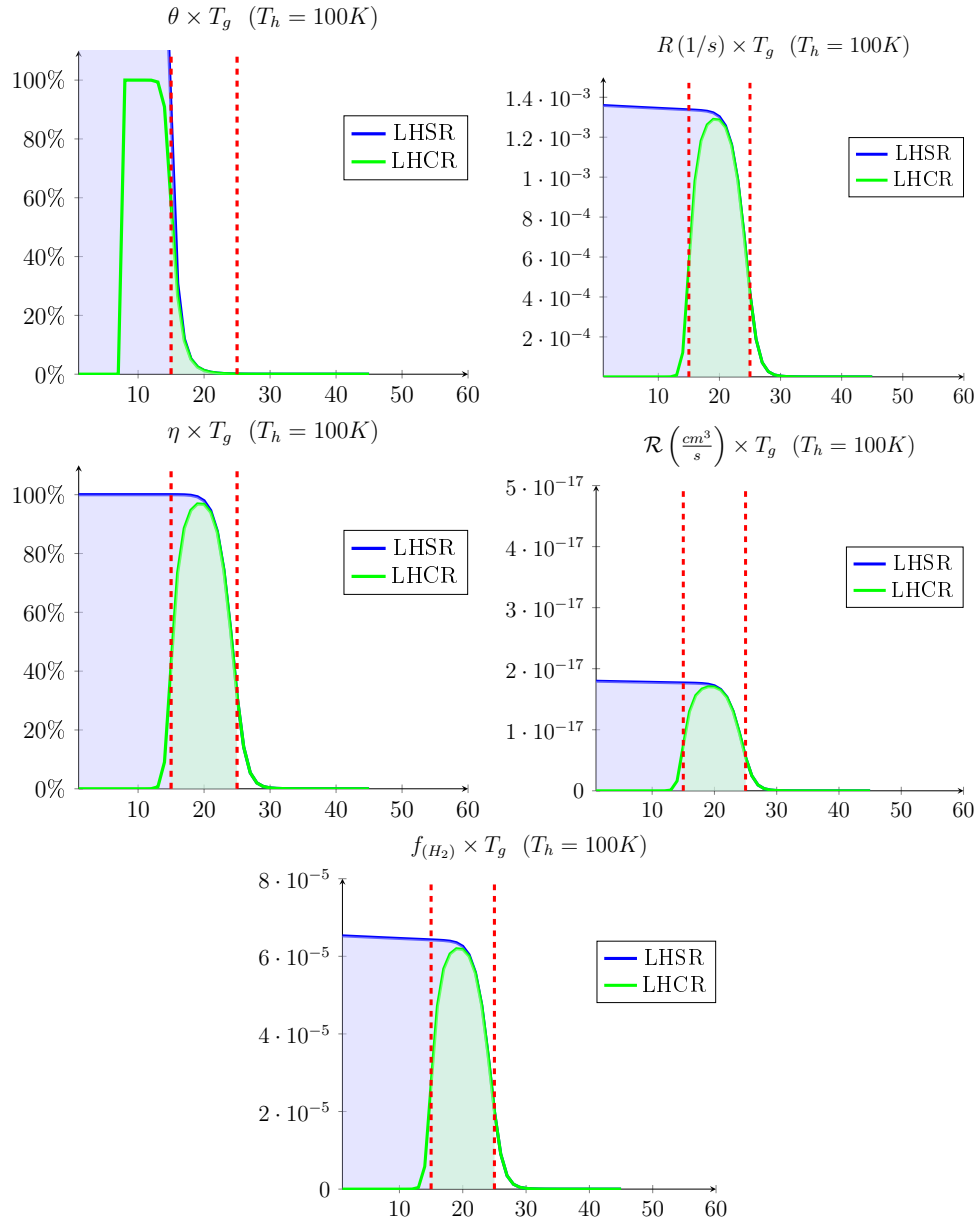 θ × T_g (T_h = 100K)
100%
80%
60%
40%
20%
0%
10 20 30 40 50 60
LHSR
LHCR
R (1/s) × T_g (T_h = 100K)
1.4 · 10⁻³
1.2 · 10⁻³
1 · 10⁻³
8 · 10⁻⁴
6 · 10⁻⁴
4 · 10⁻⁴
2 · 10⁻⁴
10 20 30 40 50 60
LHSR
LHCR
η × T_g (T_h = 100K)
100%
80%
60%
40%
20%
0%
10 20 30 40 50 60
LHSR
LHCR
ℛ (cm³/s) × T_g (T_h = 100K)
5 · 10⁻¹⁷
4 · 10⁻¹⁷
3 · 10⁻¹⁷
2 · 10⁻¹⁷
1 · 10⁻¹⁷
0
10 20 30 40 50 60
LHSR
LHCR
f_(H₂) × T_g (T_h = 100K)
8 · 10⁻⁵
6 · 10⁻⁵
4 · 10⁻⁵
2 · 10⁻⁵
0
10 20 30 40 50 60
LHSR
LHCR